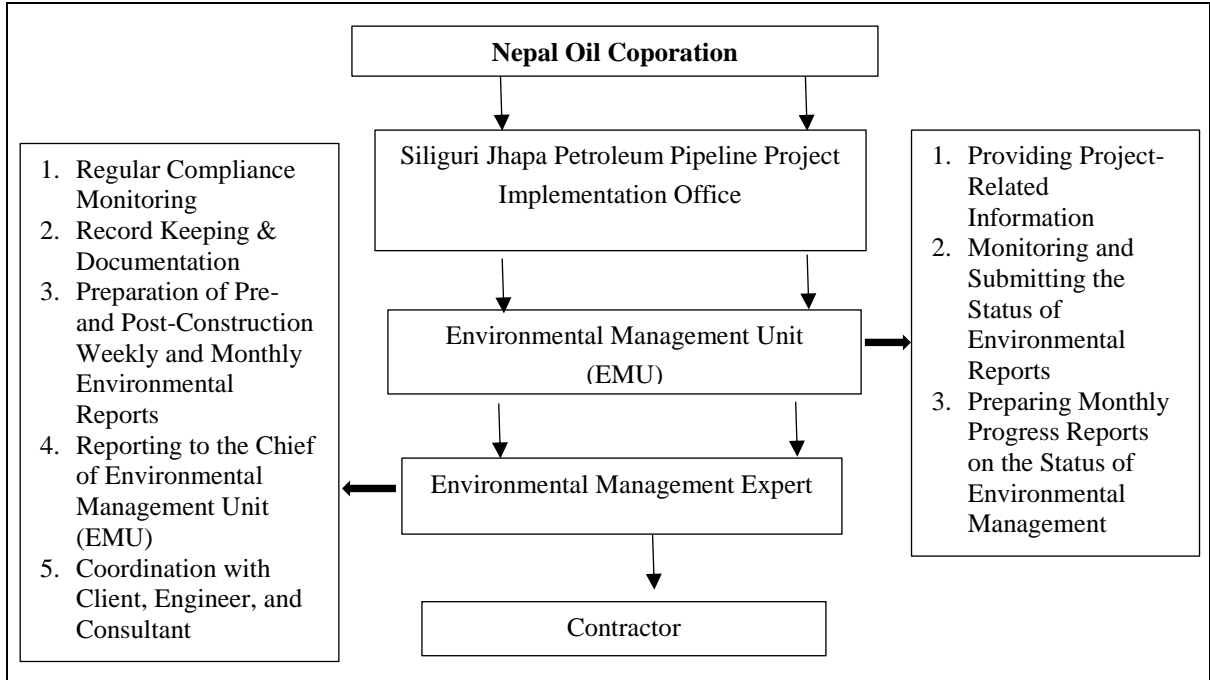 Nepal Oil Coporation
Siliguri Jhapa Petroleum Pipeline Project
Implementation Office
Environmental Management Unit
(EMU)
Environmental Management Expert
Contractor
1. Regular Compliance
Monitoring
2. Record Keeping &
Documentation
3. Preparation of Pre-
and Post-Construction
Weekly and Monthly
Environmental
Reports
4. Reporting to the Chief
of Environmental
Management Unit
(EMU)
5. Coordination with
Client, Engineer, and
Consultant
1. Providing Project-
Related
Information
2. Monitoring and
Submitting the
Status of
Environmental
Reports
3. Preparing Monthly
Progress Reports
on the Status of
Environmental
Management